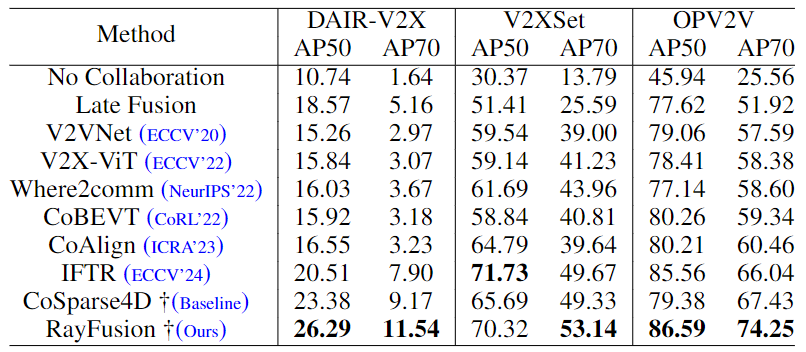 Method DAIR-V2X V2XSet OPV2V
AP50 AP70 AP50 AP70 AP50 AP70
No Collaboration 10.74 1.64 30.37 13.79 45.94 25.56
Late Fusion 18.57 5.16 51.41 25.59 77.62 51.92
V2VNet (ECCV'20) 15.26 2.97 59.54 39.00 79.06 57.59
V2X-ViT (ECCV'22) 15.84 3.07 59.14 41.23 78.41 58.38
Where2comm (NeurIPS'22) 16.03 3.67 61.69 43.96 77.14 58.60
CoBEVT (CoRL'22) 15.92 3.18 58.84 40.81 80.26 59.34
CoAlign (ICRA'23) 16.55 3.23 64.79 39.64 80.21 60.46
IFTR (ECCV'24) 20.51 7.90 71.73 49.67 85.56 66.04
CoSparse4D †(Baseline) 23.38 9.17 65.69 49.33 79.38 67.43
RayFusion †(Ours) 26.29 11.54 70.32 53.14 86.59 74.25